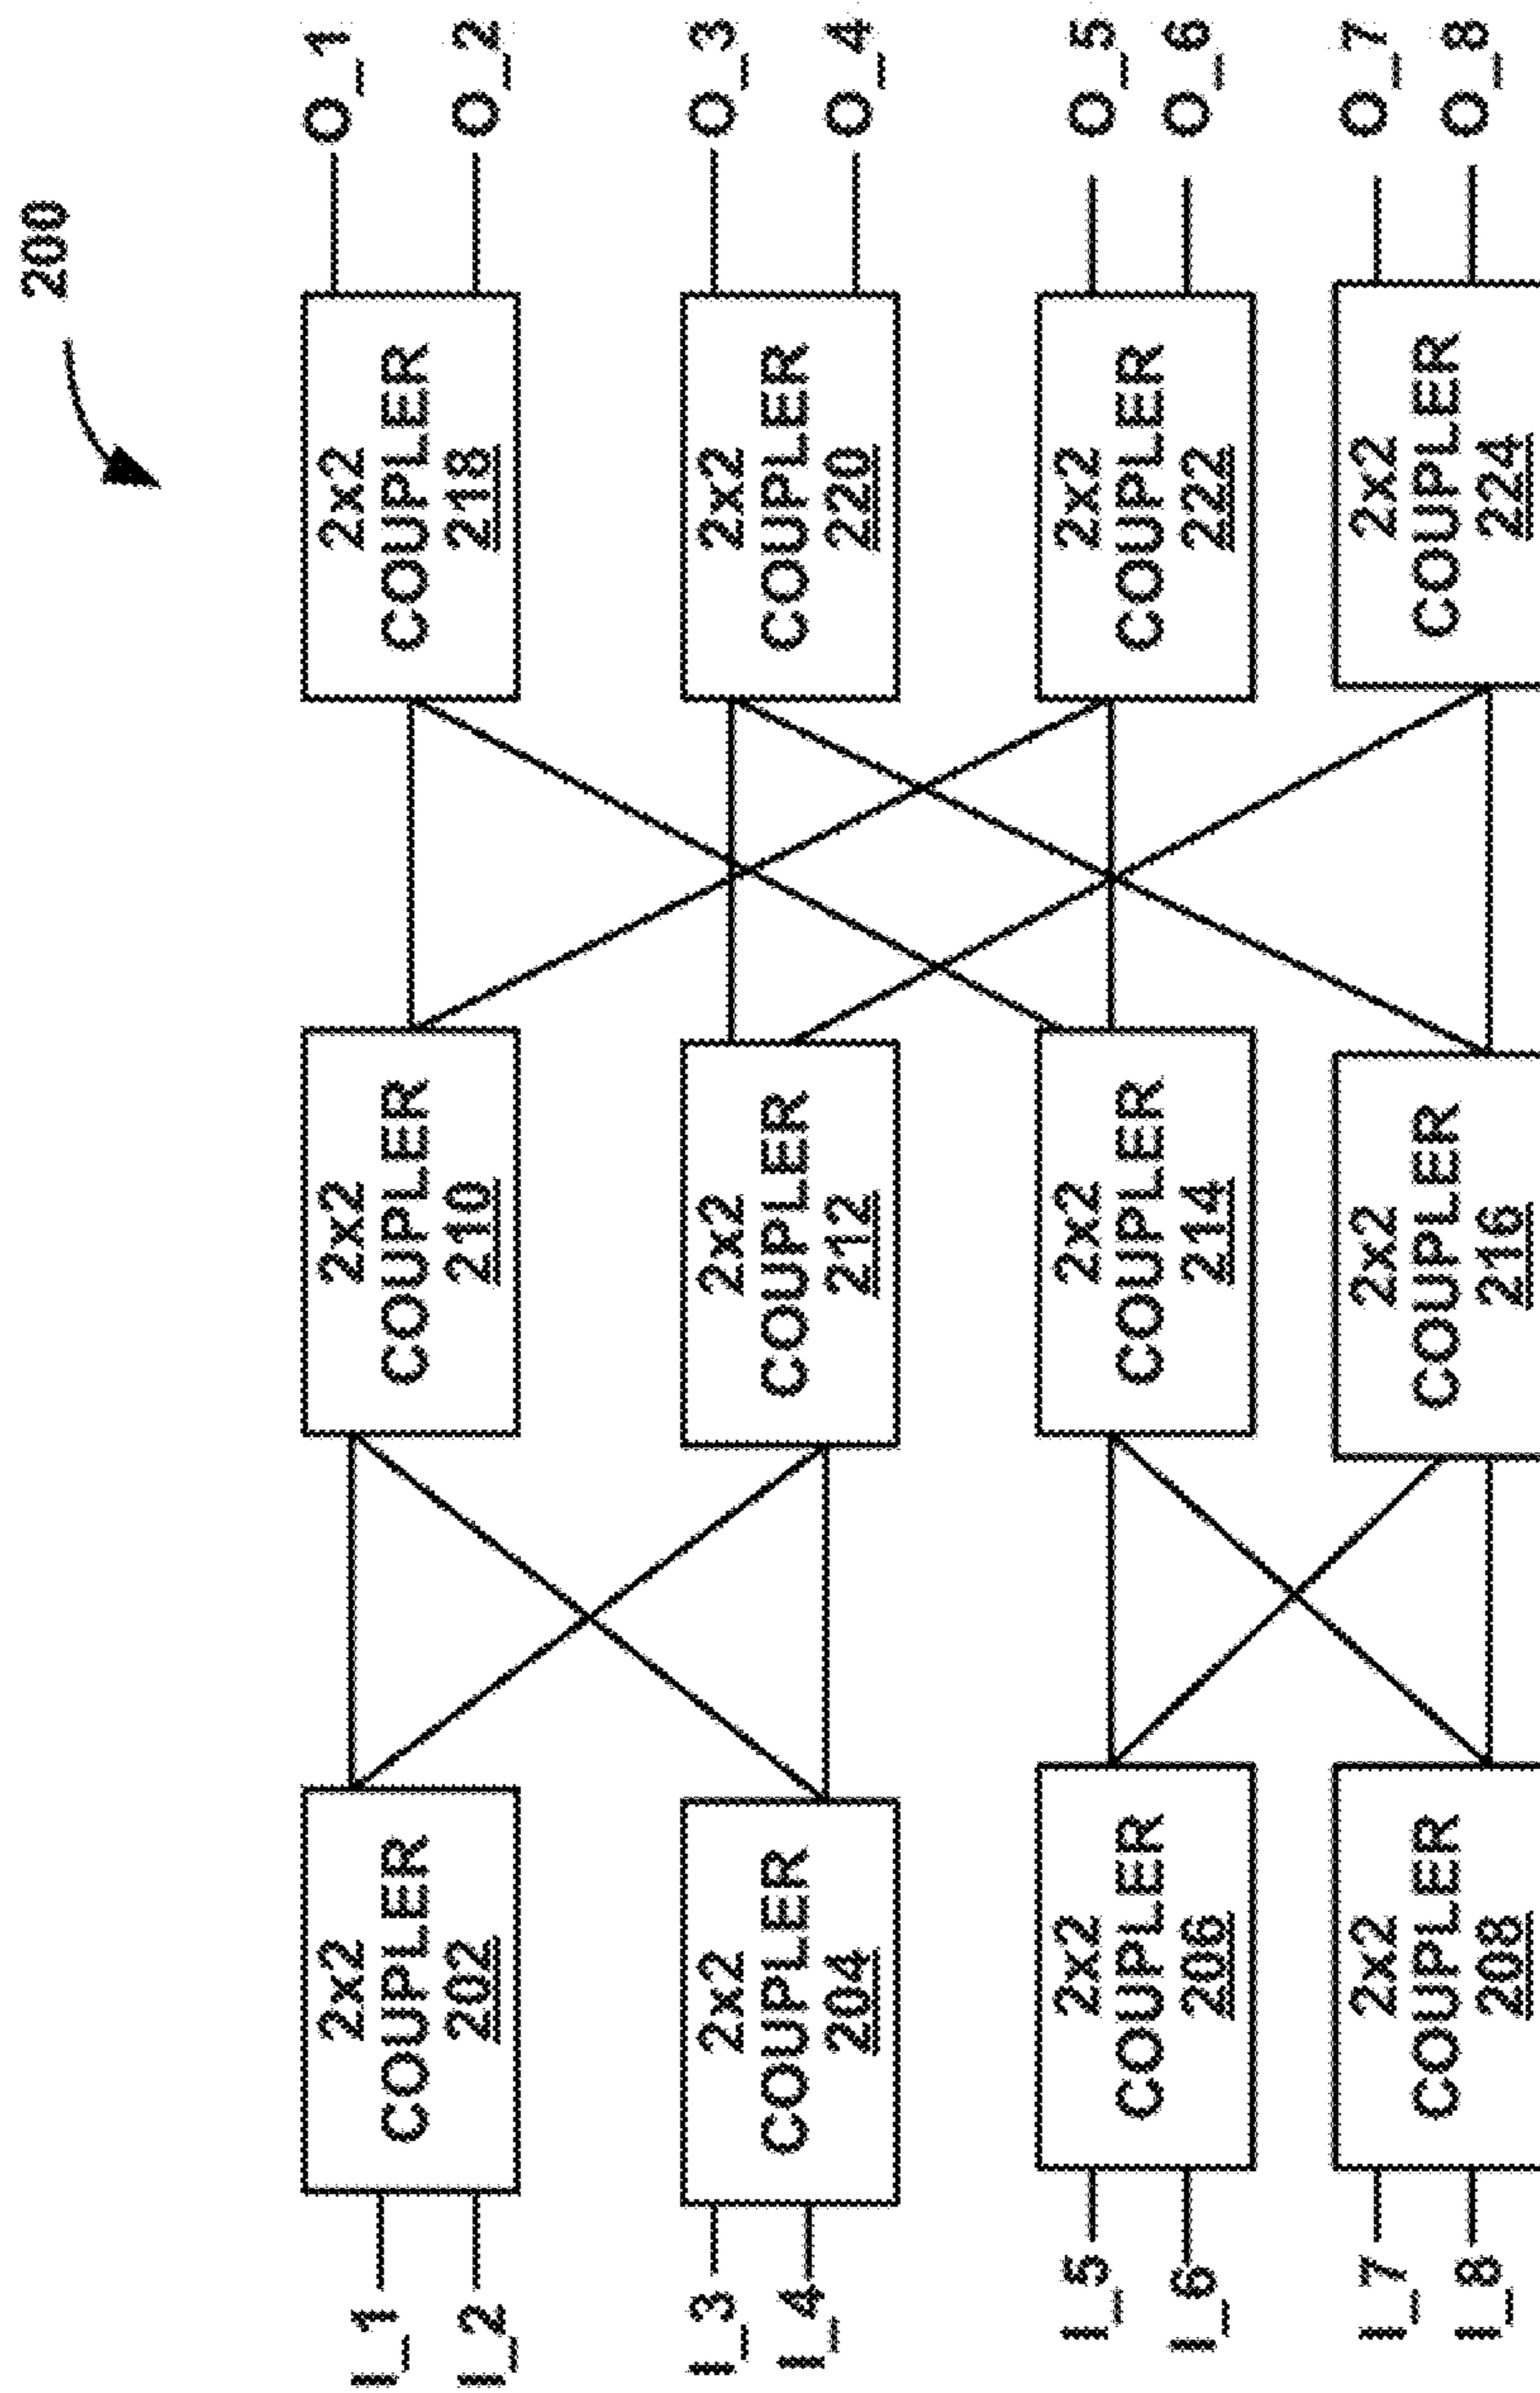 200
I_1
I_2
2x2
COUPLER
202
2x2
COUPLER
210
2x2
COUPLER
218
O_1
O_2
I_3
I_4
2x2
COUPLER
204
2x2
COUPLER
212
2x2
COUPLER
220
O_3
O_4
I_5
I_6
2x2
COUPLER
206
2x2
COUPLER
214
2x2
COUPLER
222
O_5
O_6
I_7
I_8
2x2
COUPLER
208
2x2
COUPLER
216
2x2
COUPLER
224
O_7
O_8